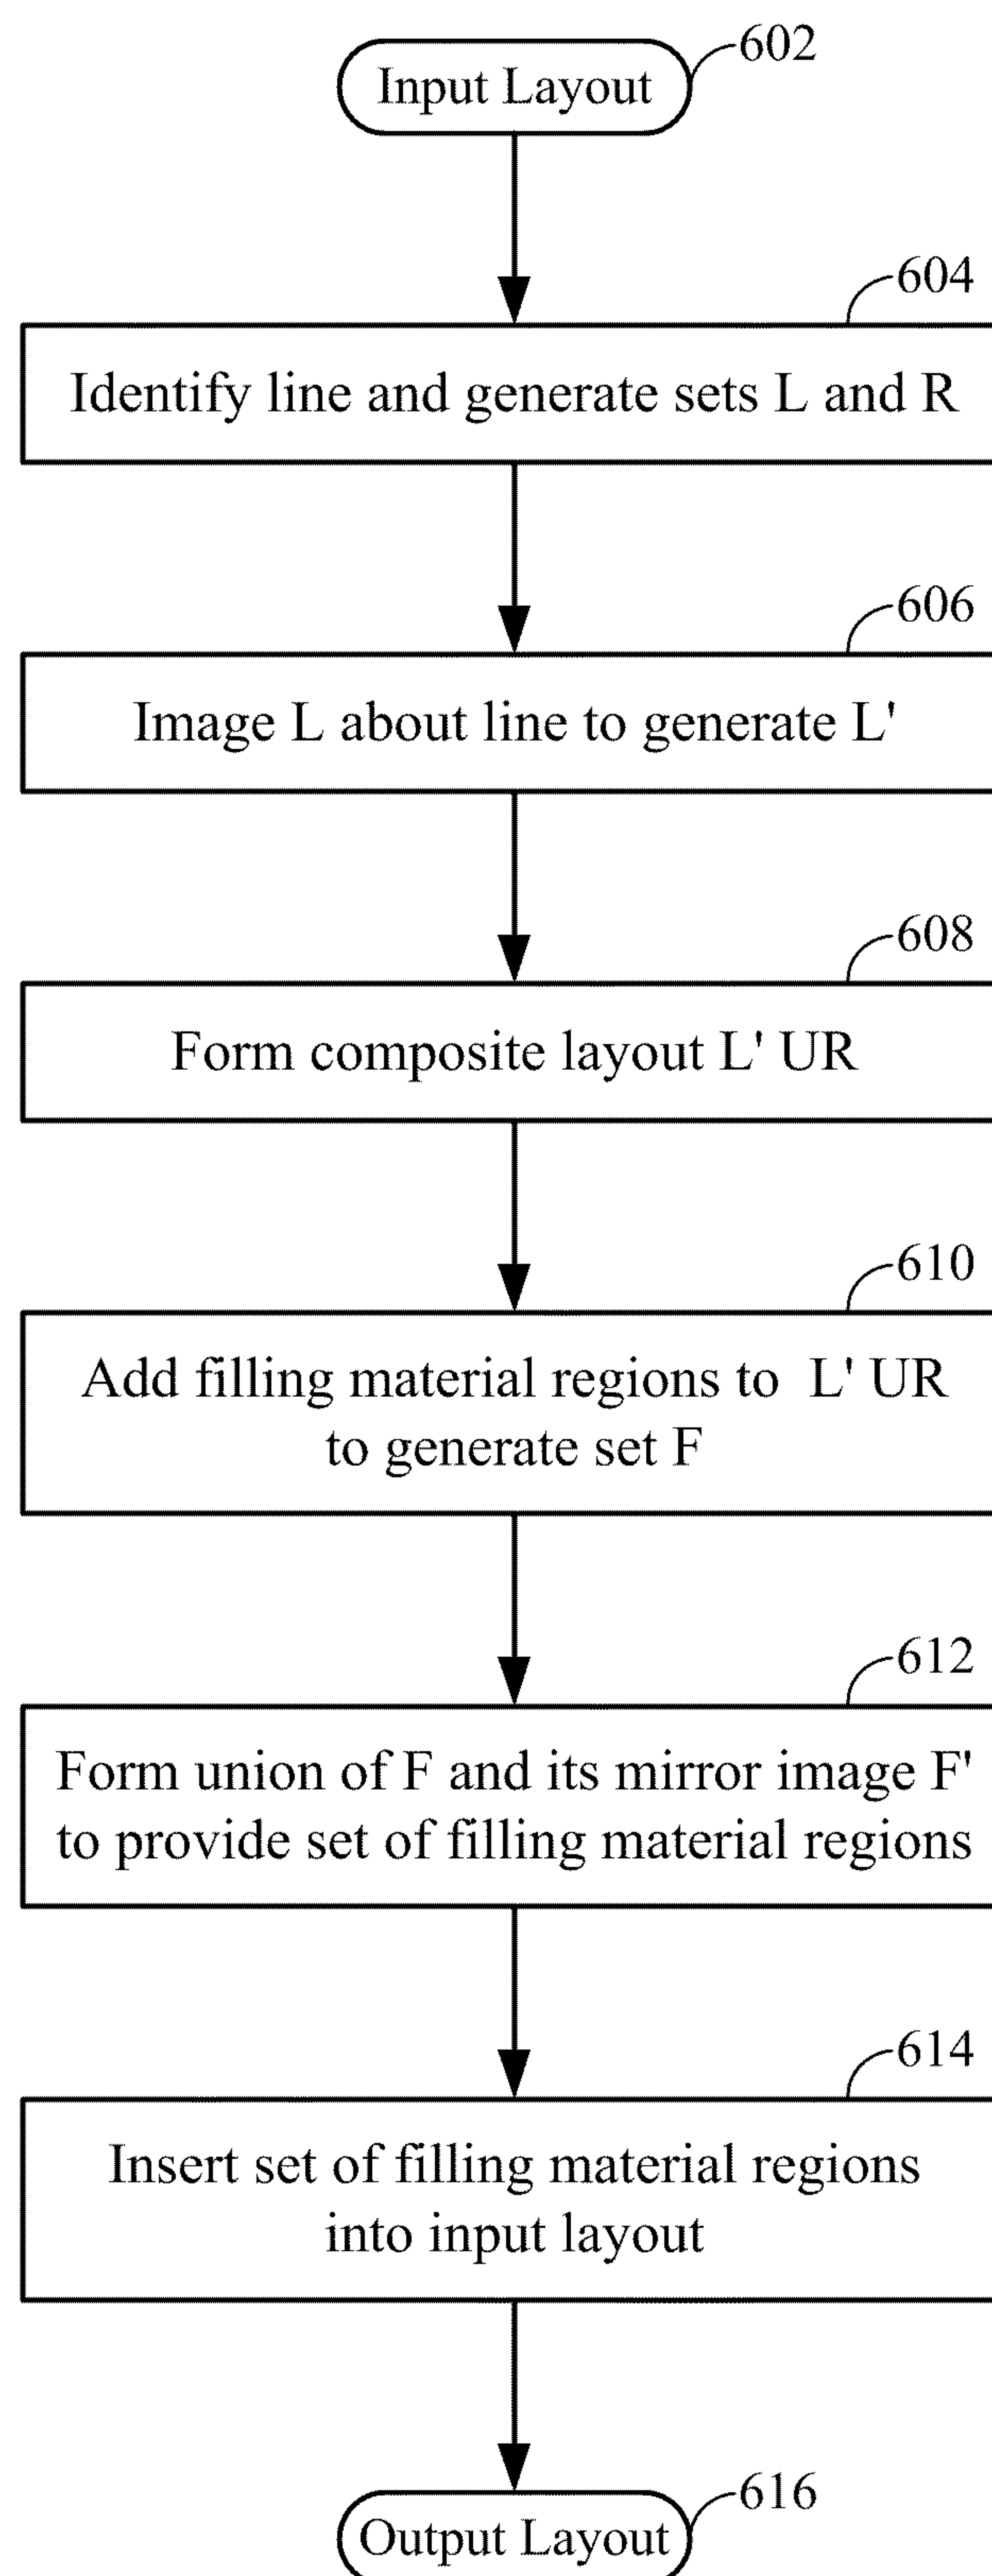 602
Input Layout
604
Identify line and generate sets L and R
606
Image L about line to generate L'
608
Form composite layout L' UR
610
Add filling material regions to L' UR
to generate set F
612
Form union of F and its mirror image F'
to provide set of filling material regions
614
Insert set of filling material regions
into input layout
616
Output Layout